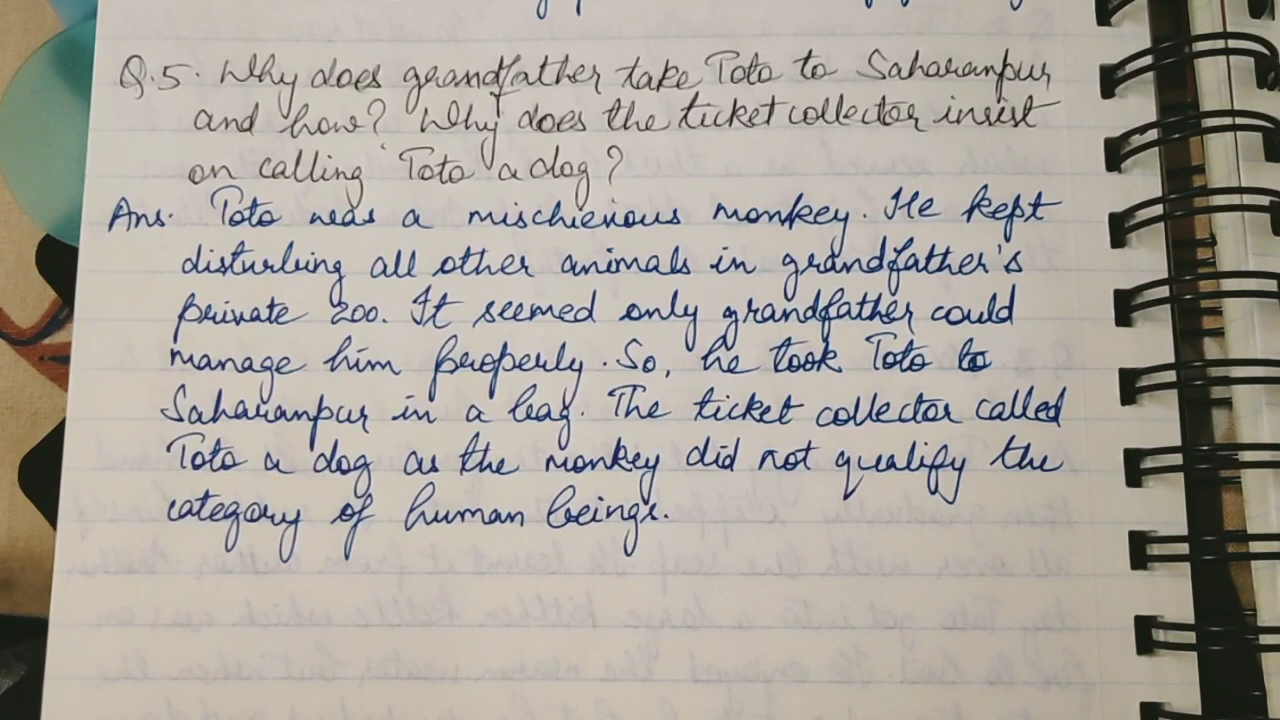 Q.5. Why does grandfather take Toto to Saharanpur
and how? Why does the ticket collector insist
on calling Toto a dog?
Ans. Toto was a mischievous monkey. He kept
disturbing all other animals in grandfather's
private zoo. It seemed only grandfather could
manage him properly. So, he took Toto to
Saharanpur in a bag. The ticket collector called
Toto a dog as the monkey did not qualify the
category of human beings.